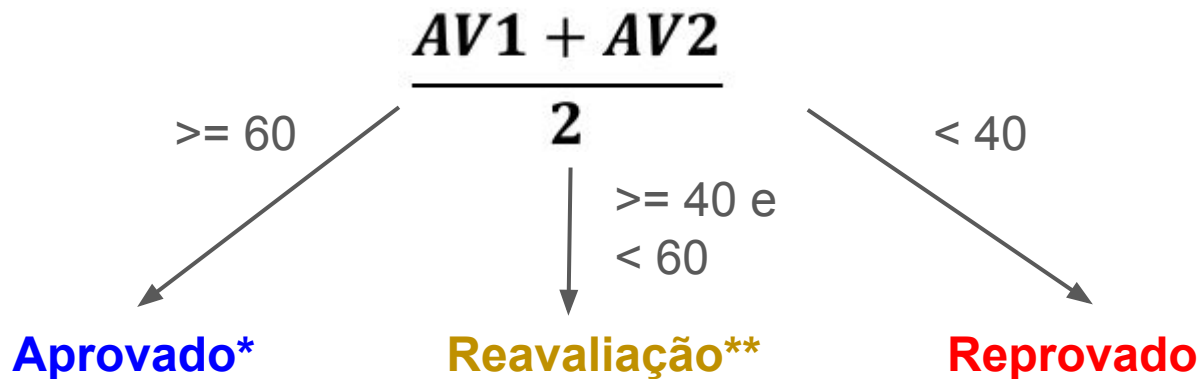 AV1 + AV2
2
>= 60
< 40
>= 40 e
< 60
Aprovado*
Reavaliação**
Reprovado